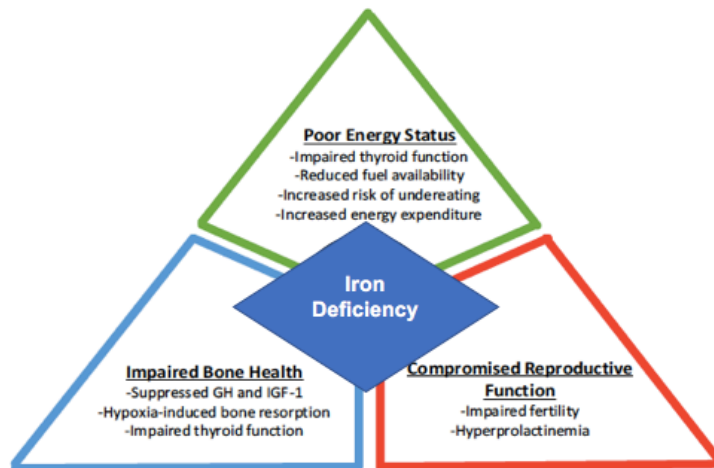 Poor Energy Status
-Impaired thyroid function
-Reduced fuel availability
-Increased risk of undereating
-Increased energy expenditure
Iron
Deficiency
Impaired Bone Health
-Suppressed GH and IGF-1
-Hypoxia-induced bone resorption
-Impaired thyroid function
Compromised Reproductive
Function
-Impaired fertility
-Hyperprolactinemia